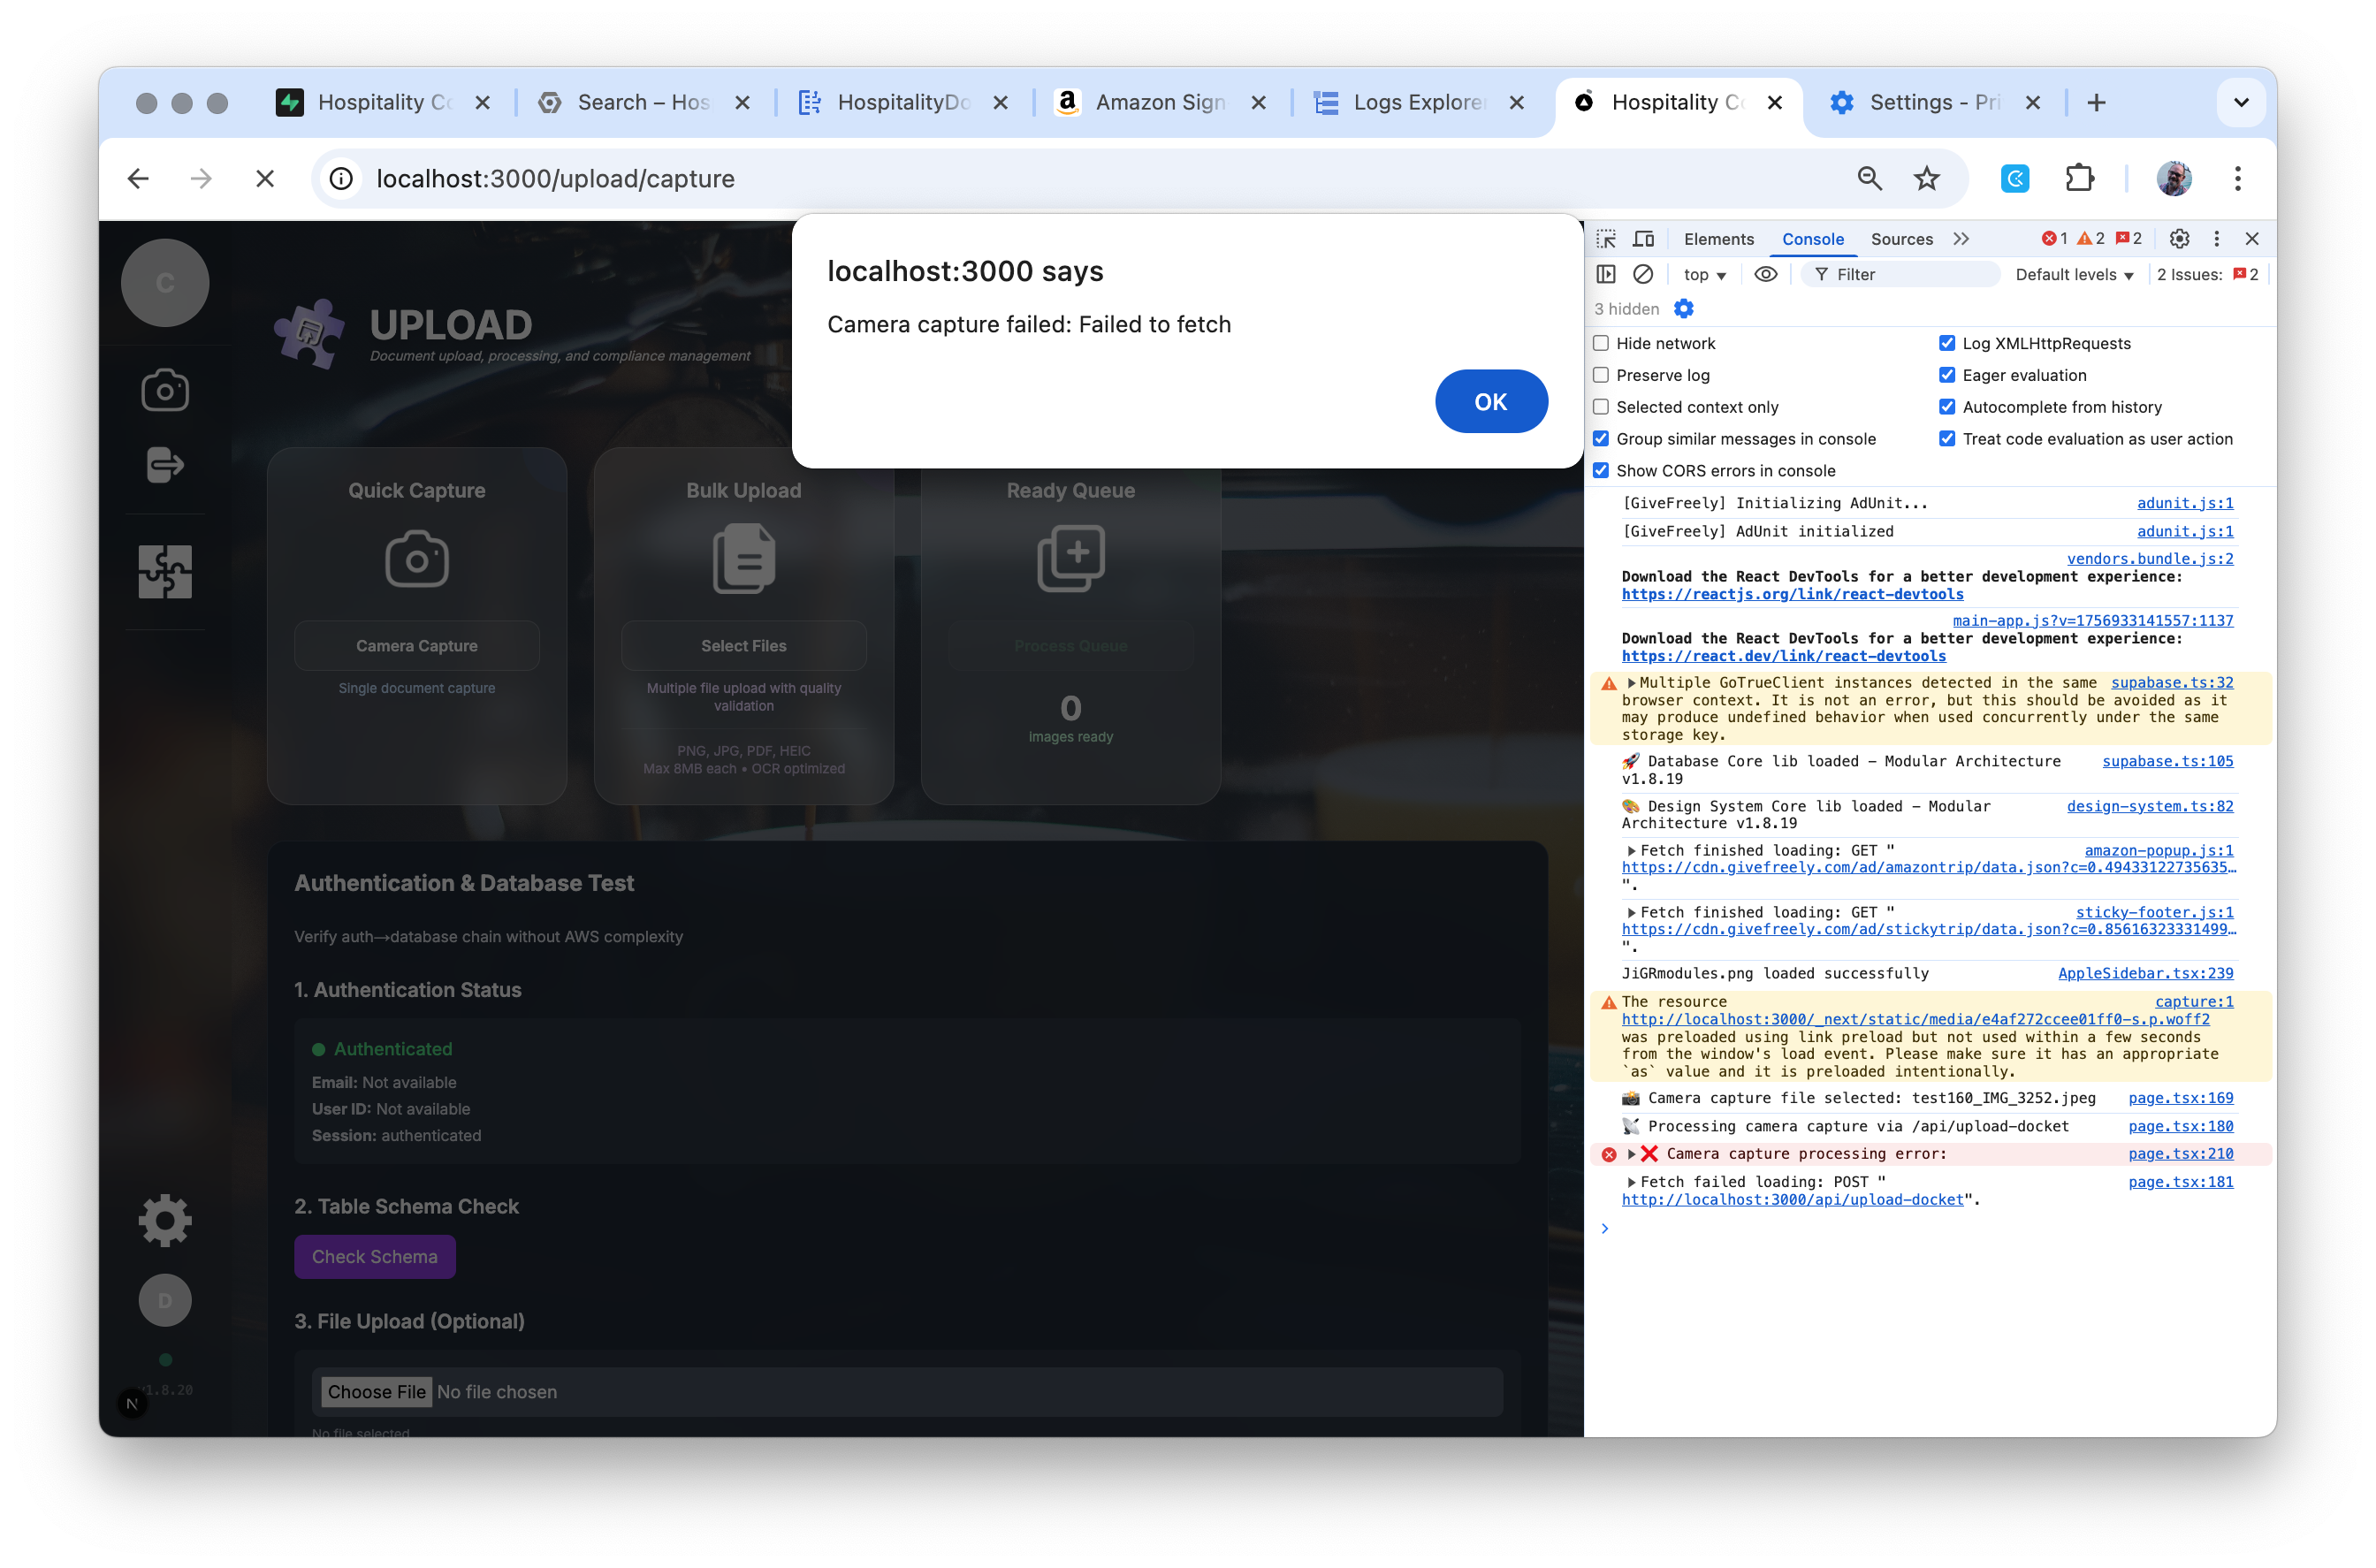 Hospitality Co
Search – Hos
HospitalityDo
Amazon Sign
Logs Explorer
Hospitality Co
Settings - Pri
localhost:3000/upload/capture
C
UPLOAD
Document upload, processing, and compliance management
localhost:3000 says
Camera capture failed: Failed to fetch
OK
Quick Capture
Camera Capture
Single document capture
Bulk Upload
Select Files
Multiple file upload with quality
validation
PNG, JPG, PDF, HEIC
Max 8MB each • OCR optimized
Ready Queue
Process Queue
0
images ready
Authentication & Database Test
Verify auth→database chain without AWS complexity
1. Authentication Status
Authenticated
Email: Not available
User ID: Not available
Session: authenticated
2. Table Schema Check
Check Schema
3. File Upload (Optional)
Choose File No file chosen
No file selected
D
v1.8.20
N
Elements Console Sources 1 2 2
top Filter Default levels 2 Issues: 2
3 hidden
Hide network Log XMLHttpRequests
Preserve log Eager evaluation
Selected context only Autocomplete from history
Group similar messages in console Treat code evaluation as user action
Show CORS errors in console
[GiveFreely] Initializing AdUnit... adunit.js:1
[GiveFreely] AdUnit initialized adunit.js:1
vendors.bundle.js:2
Download the React DevTools for a better development experience:
https://reactjs.org/link/react-devtools
main-app.js?v=1756933141557:1137
Download the React DevTools for a better development experience:
https://react.dev/link/react-devtools
Multiple GoTrueClient instances detected in the same supabase.ts:32
browser context. It is not an error, but this should be avoided as it
may produce undefined behavior when used concurrently under the same
storage key.
🚀 Database Core lib loaded – Modular Architecture supabase.ts:105
v1.8.19
🎨 Design System Core lib loaded – Modular design-system.ts:82
Architecture v1.8.19
Fetch finished loading: GET " amazon-popup.js:1
https://cdn.givefreely.com/ad/amazontrip/data.json?c=0.49433122735635…
".
Fetch finished loading: GET " sticky-footer.js:1
https://cdn.givefreely.com/ad/stickytrip/data.json?c=0.85616323331499…
".
JiGRmodules.png loaded successfully AppleSidebar.tsx:239
The resource capture:1
http://localhost:3000/_next/static/media/e4af272ccee01ff0-s.p.woff2
was preloaded using link preload but not used within a few seconds
from the window's load event. Please make sure it has an appropriate
`as` value and it is preloaded intentionally.
📸 Camera capture file selected: test160_IMG_3252.jpeg page.tsx:169
📡 Processing camera capture via /api/upload-docket page.tsx:180
❌ Camera capture processing error: page.tsx:210
Fetch failed loading: POST " page.tsx:181
http://localhost:3000/api/upload-docket".